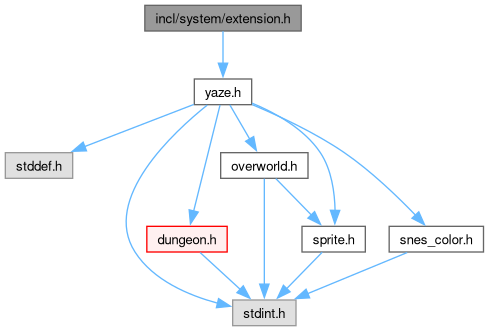 incl/system/extension.h
yaze.h
stddef.h
overworld.h
dungeon.h
sprite.h
snes_color.h
stdint.h